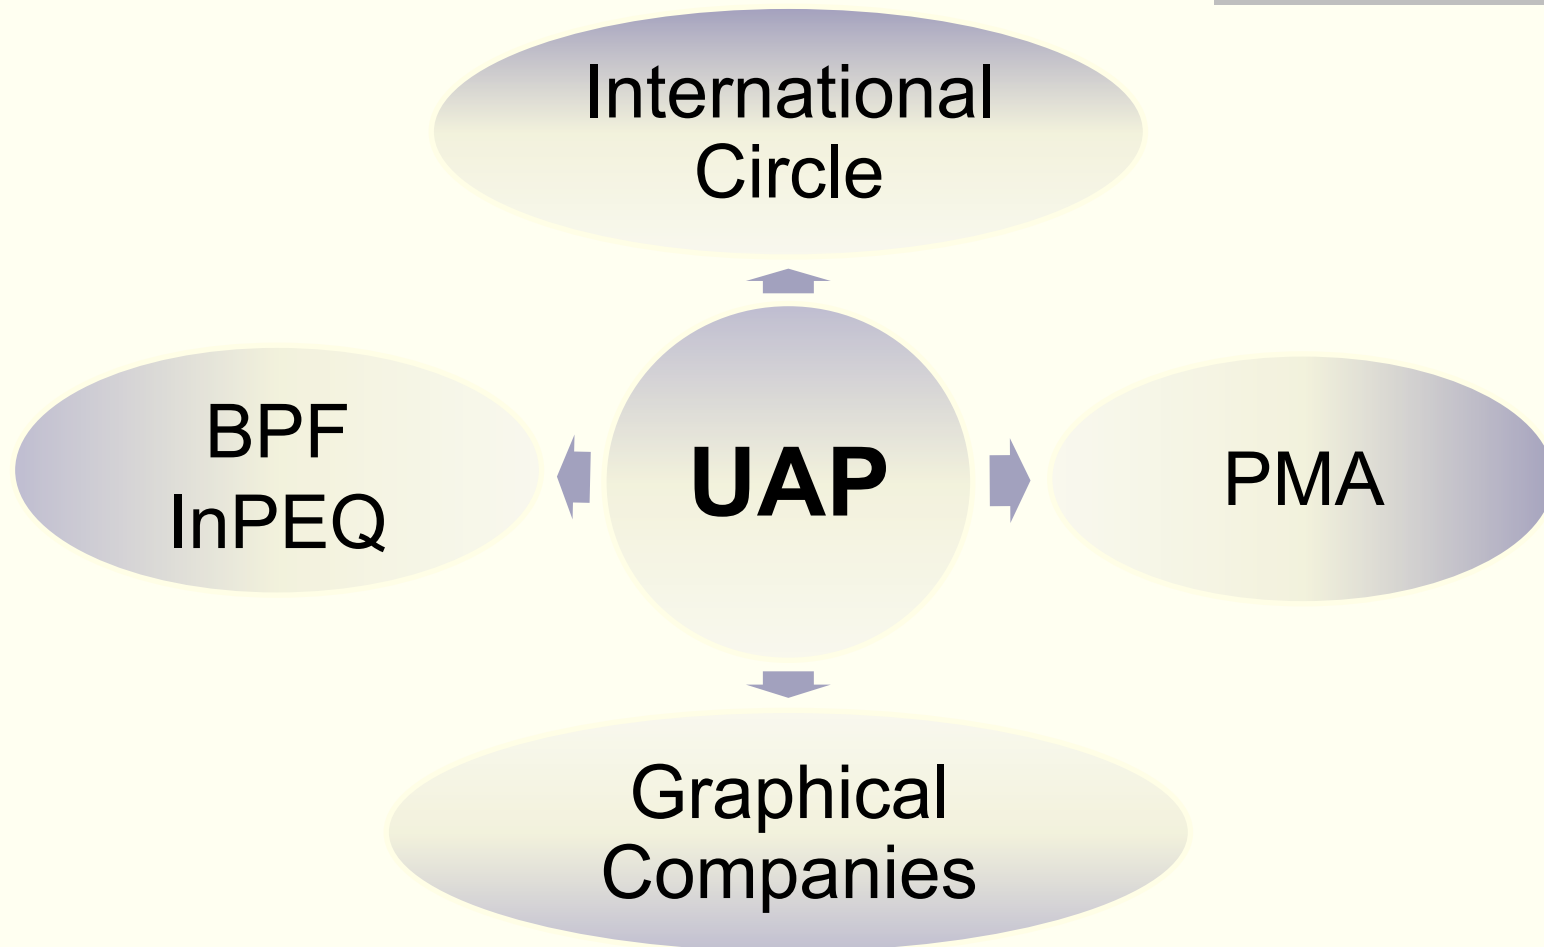 International
Circle
BPF
InPEQ
UAP
PMA
Graphical
Companies